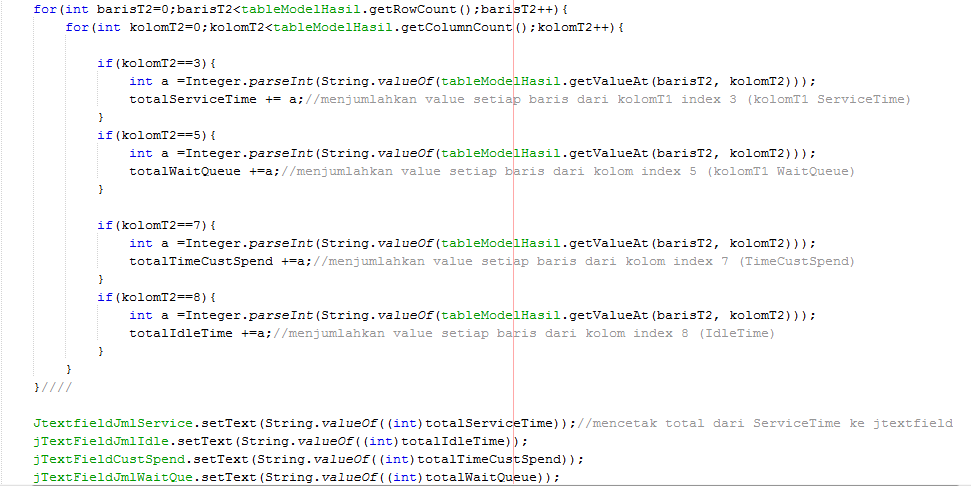 for(int barisT2=0;barisT2<tableModelHasil.getRowCount();barisT2++){
for(int kolomT2=0;kolomT2<tableModelHasil.getColumnCount();kolomT2++){
if(kolomT2==3){
int a =Integer.parseInt(String.valueOf(tableModelHasil.getValueAt(barisT2, kolomT2)));
totalServiceTime += a;//menjumlahkan value setiap baris dari kolomT1 index 3 (kolomT1 ServiceTime)
}
if(kolomT2==5){
int a =Integer.parseInt(String.valueOf(tableModelHasil.getValueAt(barisT2, kolomT2)));
totalWaitQueue +=a;//menjumlahkan value setiap baris dari kolom index 5 (kolomT1 WaitQueue)
}
if(kolomT2==7){
int a =Integer.parseInt(String.valueOf(tableModelHasil.getValueAt(barisT2, kolomT2)));
totalTimeCustSpend +=a;//menjumlahkan value setiap baris dari kolom index 7 (TimeCustSpend)
}
if(kolomT2==8){
int a =Integer.parseInt(String.valueOf(tableModelHasil.getValueAt(barisT2, kolomT2)));
totalIdleTime +=a;//menjumlahkan value setiap baris dari kolom index 8 (IdleTime)
}
}
}////
JtextfieldJmlService.setText(String.valueOf((int)totalServiceTime));//mencetak total dari ServiceTime ke jtextfield
jTextFieldJmlIdle.setText(String.valueOf((int)totalIdleTime));
jTextFieldCustSpend.setText(String.valueOf((int)totalTimeCustSpend));
jTextFieldJmlWaitQue.setText(String.valueOf((int)totalWaitQueue));